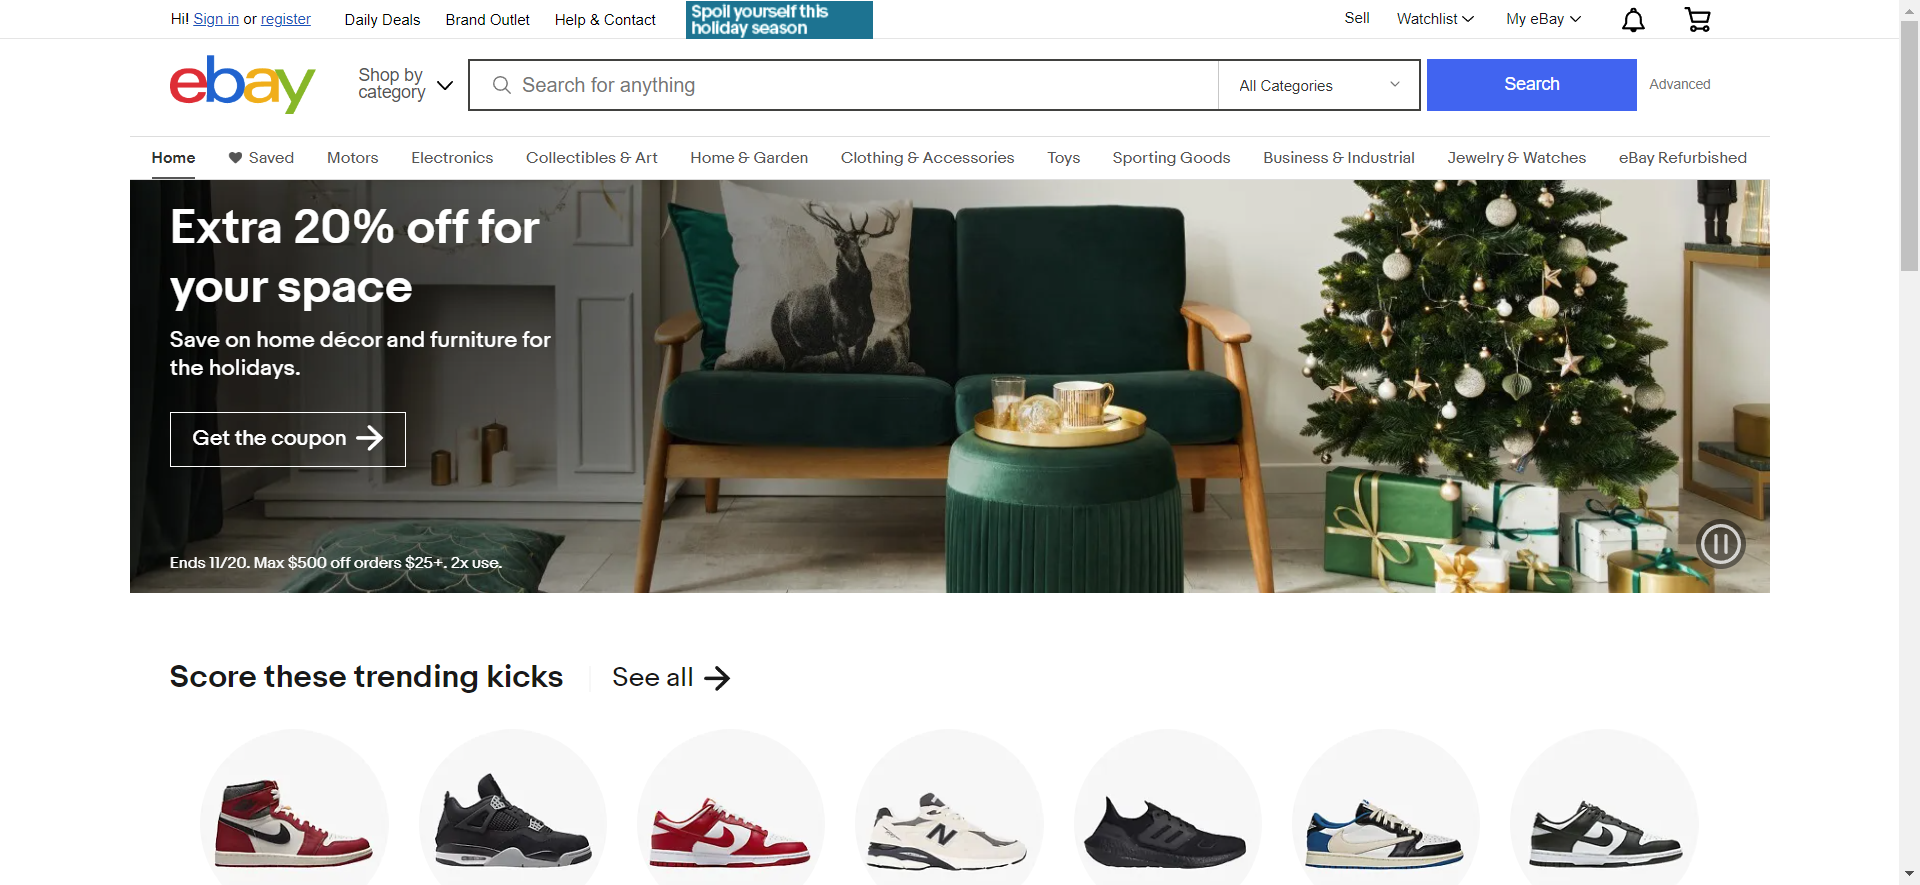 Hi! Sign in or register
Daily Deals
Brand Outlet
Help & Contact
Spoil yourself this
holiday season
Sell
Watchlist
My eBay
ebay
Shop by
category
Search for anything
All Categories
Search
Advanced
Home
Saved
Motors
Electronics
Collectibles & Art
Home & Garden
Clothing & Accessories
Toys
Sporting Goods
Business & Industrial
Jewelry & Watches
eBay Refurbished
Extra 20% off for
your space
Save on home décor and furniture for
the holidays.
Get the coupon
Ends 11/20. Max $500 off orders $25+. 2x use.
Score these trending kicks
See all
N